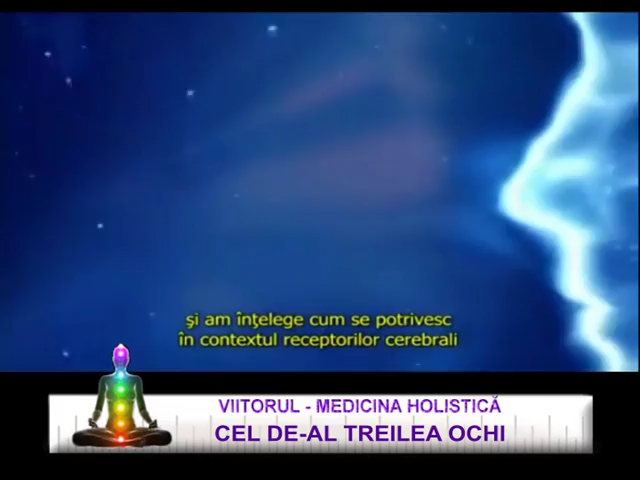 şi am înţelege cum se potrivesc
în contextul receptorilor cerebrali
VIITORUL - MEDICINA HOLISTICĂ
CEL DE-AL TREILEA OCHI